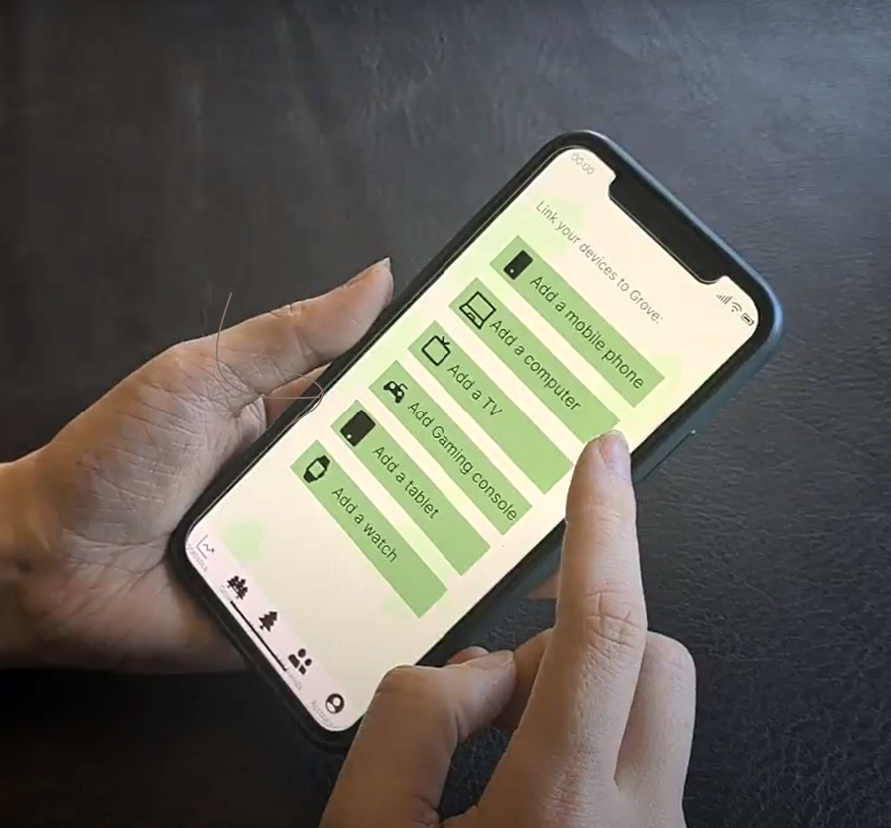 00:00
Link your devices to Grove:
Add a mobile phone
Add a computer
Add a TV
Add Gaming console
Add a tablet
Add a watch